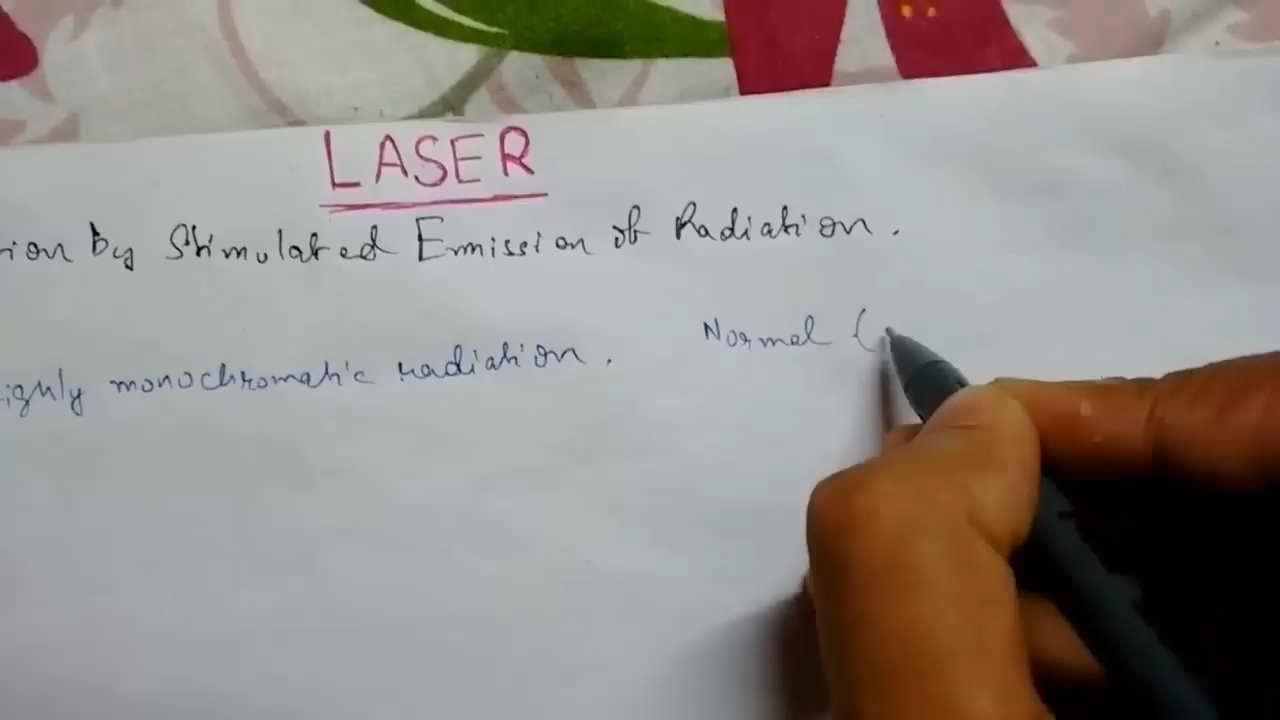 LASER
ion by Stimulated Emission of Radiation.
Normal (
ighly monochromatic radiation.